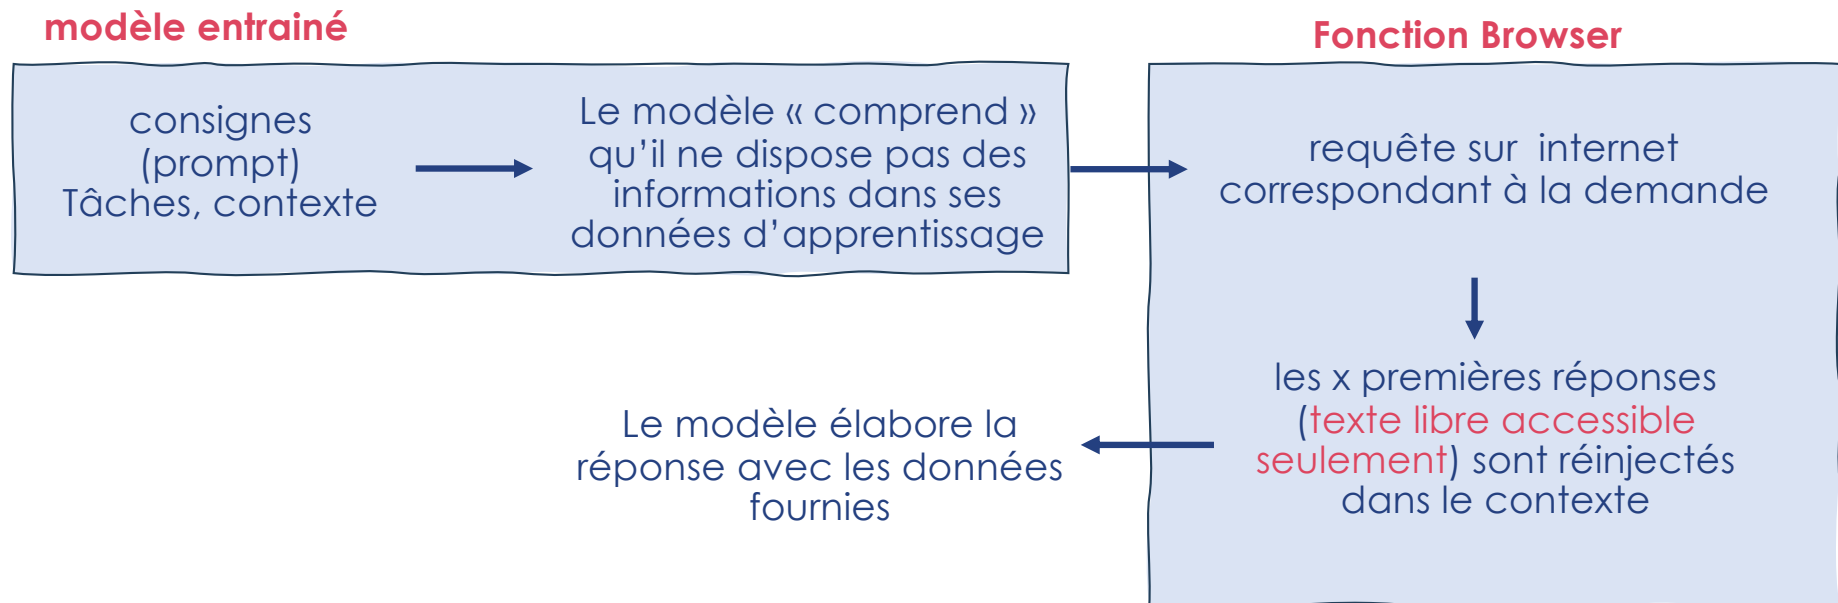 modèle entrainé
consignes
(prompt)
Tâches, contexte
Le modèle « comprend »
qu’il ne dispose pas des
informations dans ses
données d’apprentissage
Fonction Browser
requête sur  internet
correspondant à la demande
les x premières réponses
(texte libre accessible
seulement) sont réinjectés
dans le contexte
Le modèle élabore la
réponse avec les données
fournies